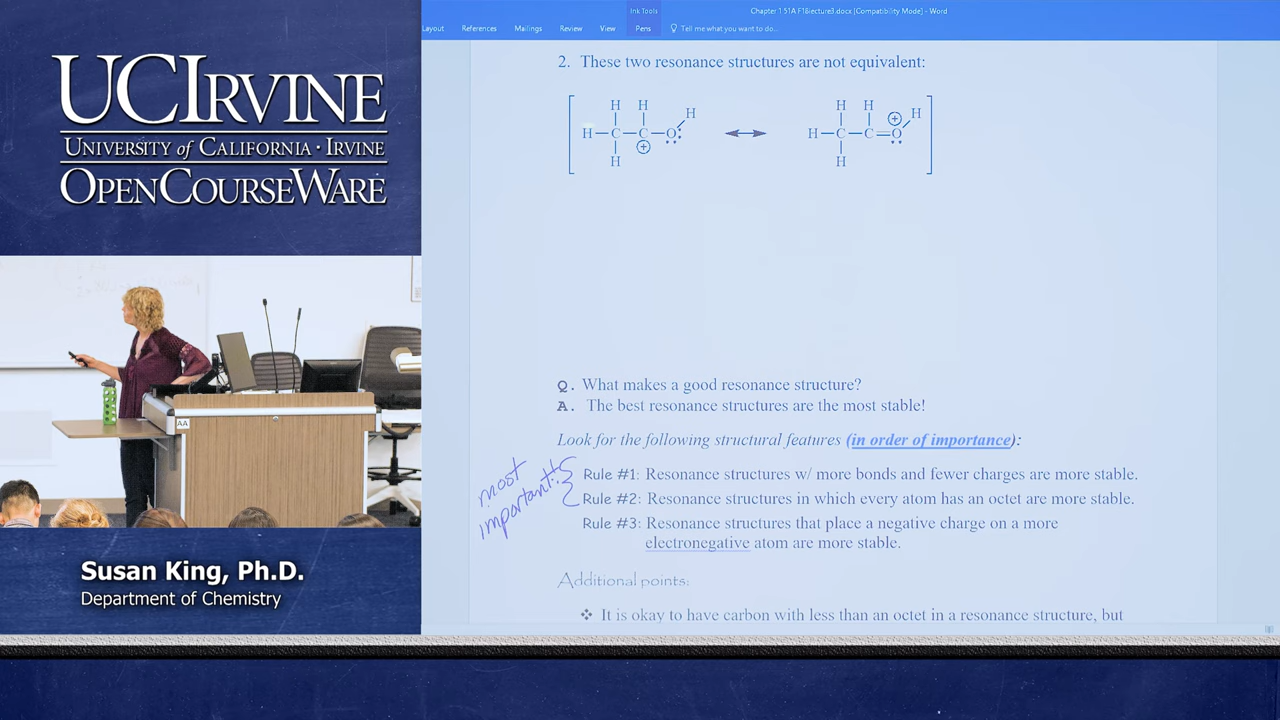 UCIRVINE
UNIVERSITY of CALIFORNIA · IRVINE
OPENCOURSEWARE
AA
Susan King, Ph.D.
Department of Chemistry
Ink Tools
Chapter 1 51A F18lecture3.docx [Compatibility Mode] - Word
Layout References Mailings Review View Pens Tell me what you want to do...
2. These two resonance structures are not equivalent:
H H H H H H
H C C O H C C O
+ +
H H
Q. What makes a good resonance structure?
A. The best resonance structures are the most stable!
Look for the following structural features (in order of importance):
most
important!
Rule #1: Resonance structures w/ more bonds and fewer charges are more stable.
Rule #2: Resonance structures in which every atom has an octet are more stable.
Rule #3: Resonance structures that place a negative charge on a more
electronegative atom are more stable.
Additional points:
❖ It is okay to have carbon with less than an octet in a resonance structure, but